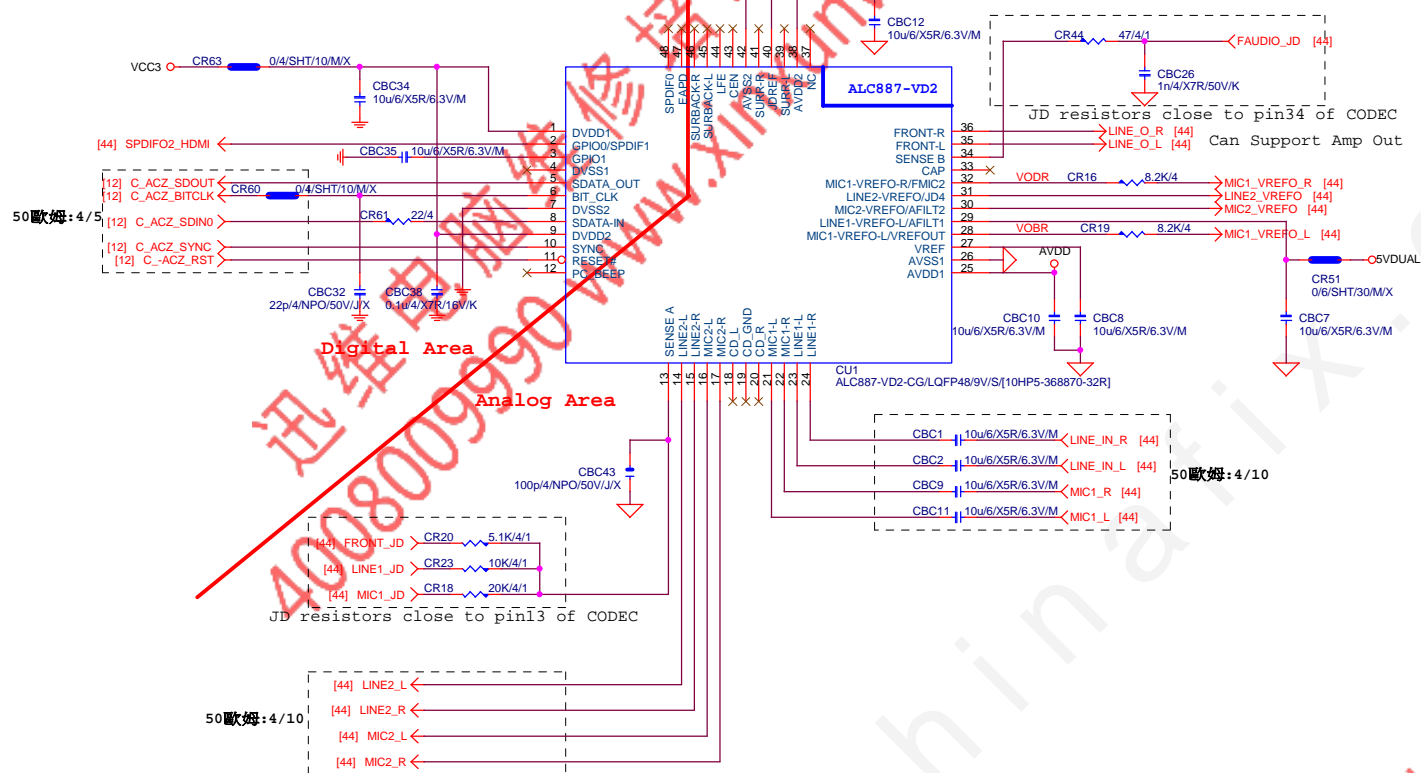 CBC12
10u/6/X5R/6.3V/M
CR44 47/4/1
FAUDIO_JD [44]
CBC26
1n/4/X7R/50V/K
JD resistors close to pin34 of CODEC
Can Support Amp Out
VCC3
CR63 0/4/SHT/10/M/X
CBC34
10u/6/X5R/6.3V/M
48 47 46 45 44 43 42 41 40 39 38 37
SPDIF0
EAPD
SURBACK-R
SURBACK-L
LFE
CEN
AVSS2
SURR-R
JDREF
SURR-L
AVDD2
NC
ALC887-VD2
1 DVDD1
2 GPIO0/SPDIF1
3 GPIO1
4 DVSS1
5 SDATA_OUT
6 BIT_CLK
7 DVSS2
8 SDATA-IN
9 DVDD2
10 SYNC
11 RESET#
12 PC_BEEP
FRONT-R 36
FRONT-L 35
SENSE B 34
CAP 33
MIC1-VREFO-R/FMIC2 32
LINE2-VREFO/JD4 31
MIC2-VREFO/AFILT2 30
LINE1-VREFO-L/AFILT1 29
MIC1-VREFO-L/VREFOUT 28
VREF 27
AVSS1 26
AVDD1 25
[44] SPDIFO2_HDMI
CBC35 10u/6/X5R/6.3V/M
[12] C_ACZ_SDOUT
[12] C_ACZ_BITCLK
CR60 0/4/SHT/10/M/X
50歐姆:4/5
[12] C_ACZ_SDIN0
CR61 22/4
[12] C_ACZ_SYNC
[12] C_-ACZ_RST
CBC32
22p/4/NPO/50V/J/X
CBC38
0.1u/4/X7R/16V/K
LINE_O_R [44]
LINE_O_L [44]
VODR CR16 8.2K/4
MIC1_VREFO_R [44]
LINE2_VREFO [44]
MIC2_VREFO [44]
VOBR CR19 8.2K/4
MIC1_VREFO_L [44]
AVDD
5VDUAL
CR51
0/6/SHT/30/M/X
CBC10
10u/6/X5R/6.3V/M
CBC8
10u/6/X5R/6.3V/M
CBC7
10u/6/X5R/6.3V/M
Digital Area
Analog Area
SENSE A
LINE2-L
LINE2-R
MIC2-L
MIC2-R
CD_L
CD_GND
CD_R
MIC1-L
MIC1-R
LINE1-L
LINE1-R
13 14 15 16 17 18 19 20 21 22 23 24
CU1
ALC887-VD2-CG/LQFP48/9V/S/[10HP5-368870-32R]
CBC43
100p/4/NPO/50V/J/X
CBC1 10u/6/X5R/6.3V/M LINE_IN_R [44]
CBC2 10u/6/X5R/6.3V/M LINE_IN_L [44]
CBC9 10u/6/X5R/6.3V/M MIC1_R [44]
CBC11 10u/6/X5R/6.3V/M MIC1_L [44]
50歐姆:4/10
[44] FRONT_JD CR20 5.1K/4/1
[44] LINE1_JD CR23 10K/4/1
[44] MIC1_JD CR18 20K/4/1
JD resistors close to pin13 of CODEC
[44] LINE2_L
[44] LINE2_R
50歐姆:4/10
[44] MIC2_L
[44] MIC2_R
迅维电脑维修培
4008009990 www.xinxunw
hinafix.